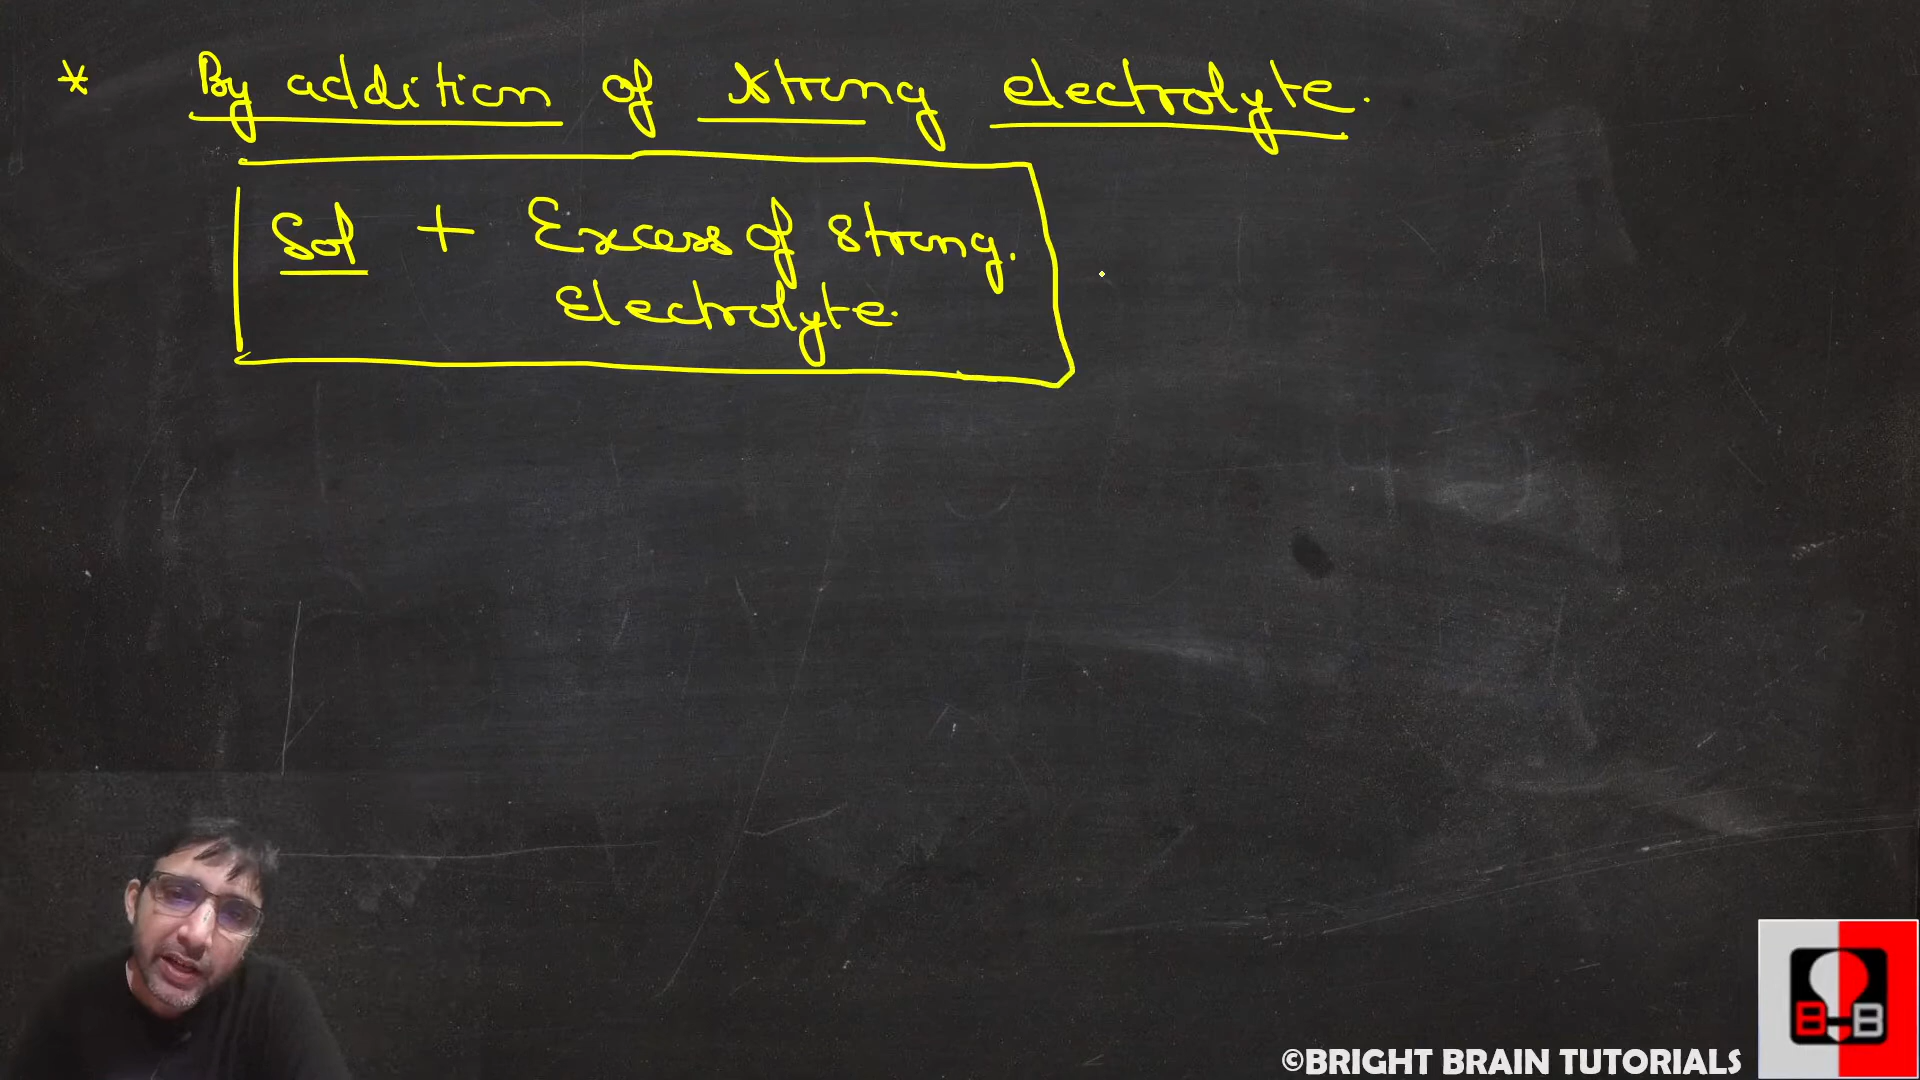 * By addition of strong electrolyte.
Sol + Excess of strong.
Electrolyte.
B B
©BRIGHT BRAIN TUTORIALS